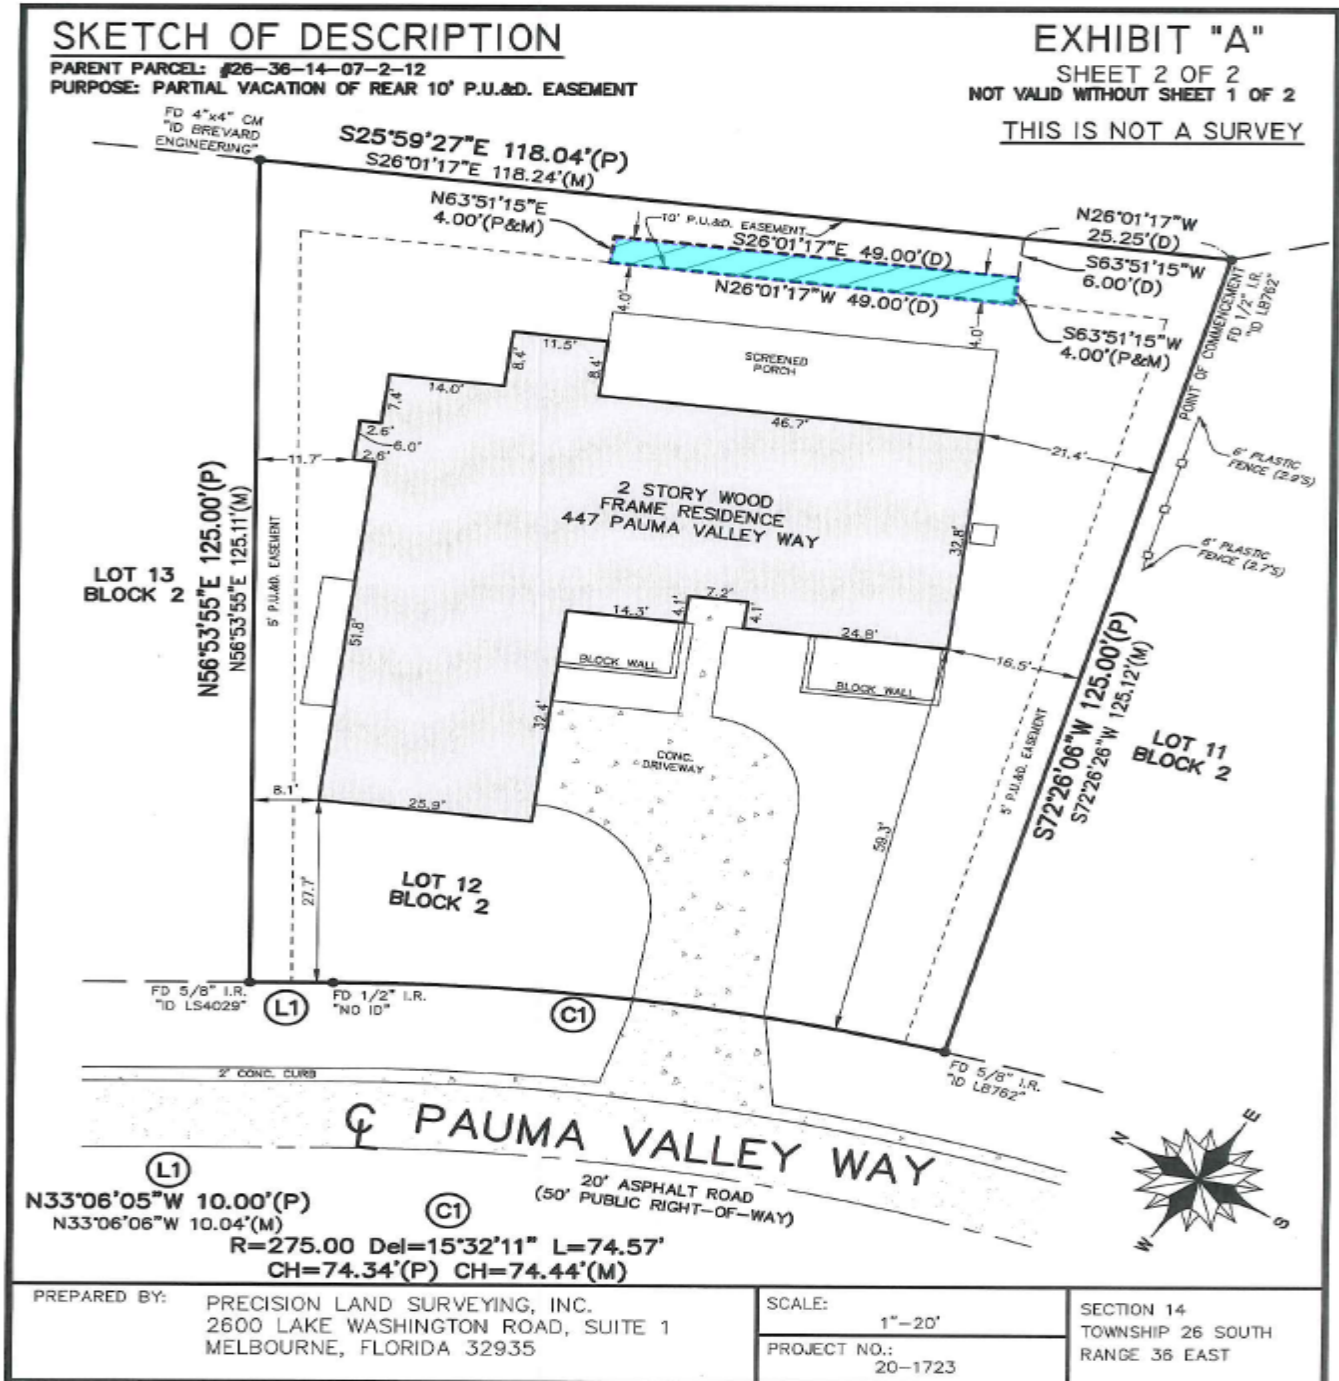 SKETCH OF DESCRIPTION
PARENT PARCEL: #26-36-14-07-2-12
PURPOSE: PARTIAL VACATION OF REAR 10' P.U.&D. EASEMENT
EXHIBIT "A"
SHEET 2 OF 2
NOT VALID WITHOUT SHEET 1 OF 2
THIS IS NOT A SURVEY
FD 4"x4" CM
"ID BREVARD
ENGINEERING"
S25°59'27"E 118.04'(P)
S26°01'17"E 118.24'(M)
N63°51'15"E
4.00'(P&M)
10' P.U.&D. EASEMENT
S26°01'17"E 49.00'(D)
N26°01'17"W 49.00'(D)
N26°01'17"W
25.25'(D)
S63°51'15"W
6.00'(D)
S63°51'15"W
4.00'(P&M)
POINT OF COMMENCEMENT
FD 1/2" I.R.
"ID LB762"
4.0'
4.0'
SCREENED
PORCH
11.5'
8.4'
8.4'
14.0'
7.4'
2.6'
6.0'
2.6'
11.7'
46.7'
21.4'
6' PLASTIC
FENCE (2.9'S)
6' PLASTIC
FENCE (2.7'S)
2 STORY WOOD
FRAME RESIDENCE
447 PAUMA VALLEY WAY
32.8'
LOT 13
BLOCK 2
N56°53'55"E 125.00'(P)
N56°53'55"E 125.11'(M)
5' P.U.&D. EASEMENT
51.8'
14.3'
4.1'
7.2'
4.1'
24.8'
16.5'
BLOCK WALL
BLOCK WALL
32.4'
CONC.
DRIVEWAY
5' P.U.&D. EASEMENT
S72°26'06"W 125.00'(P)
S72°26'26"W 125.12'(M)
LOT 11
BLOCK 2
8.1'
25.9'
59.3'
27.7'
LOT 12
BLOCK 2
FD 5/8" I.R.
"ID LS4029"
L1
FD 1/2" I.R.
"NO ID"
C1
FD 5/8" I.R.
"ID LB762"
2' CONC. CURB
CL PAUMA VALLEY WAY
20' ASPHALT ROAD
(50' PUBLIC RIGHT-OF-WAY)
N
E
S
W
L1
N33°06'05"W 10.00'(P)
N33°06'06"W 10.04'(M)
C1
R=275.00 Del=15°32'11" L=74.57'
CH=74.34'(P) CH=74.44'(M)
PREPARED BY:
PRECISION LAND SURVEYING, INC.
2600 LAKE WASHINGTON ROAD, SUITE 1
MELBOURNE, FLORIDA 32935
SCALE:
1"-20'
PROJECT NO.:
20-1723
SECTION 14
TOWNSHIP 26 SOUTH
RANGE 36 EAST